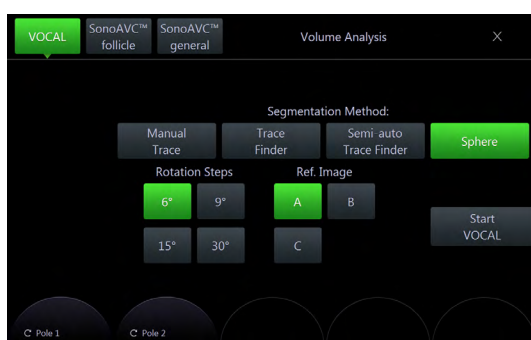 VOCAL
SonoAVC™
follicle
SonoAVC™
general
Volume Analysis
X
Segmentation Method:
Manual
Trace
Trace
Finder
Semi-auto
Trace Finder
Sphere
Rotation Steps
Ref. Image
6°
9°
A
B
15°
30°
C
Start
VOCAL
Pole 1
Pole 2